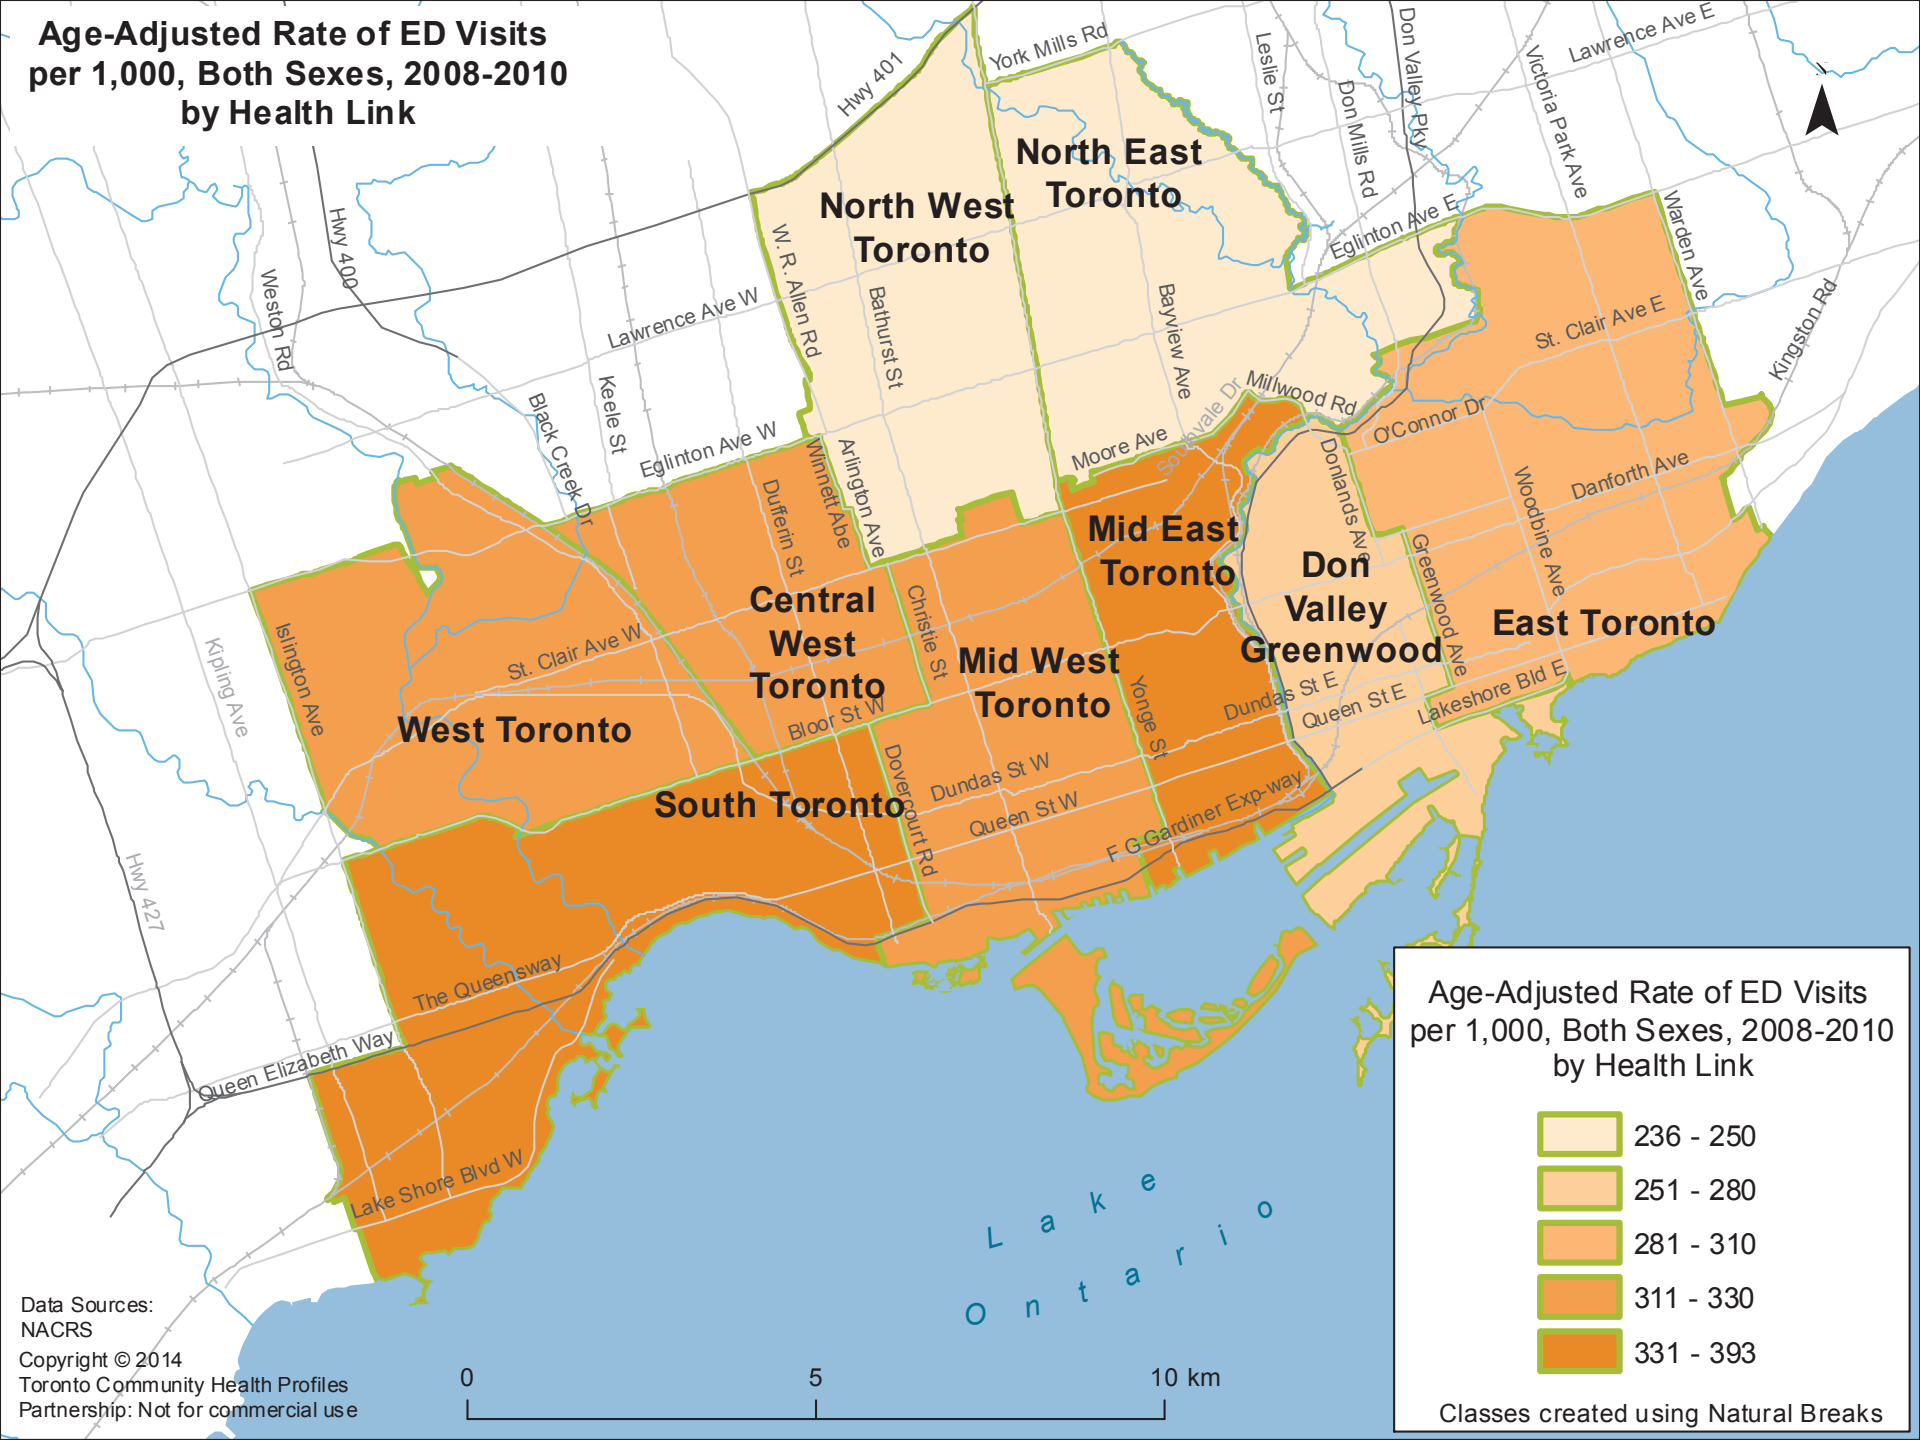 Age-Adjusted Rate of ED Visits
per 1,000, Both Sexes, 2008-2010
by Health Link
York Mills Rd
Hwy 401
Leslie St
Don Mills Rd
Don Valley Pky
Victoria Park Ave
Lawrence Ave E
North East
Toronto
North West
Toronto
Hwy 400
Weston Rd
W. R. Allen Rd
Bathurst St
Bayview Ave
Eglinton Ave E
Warden Ave
Kingston Rd
St. Clair Ave E
Lawrence Ave W
Keele St
Black Creek Dr
Eglinton Ave W
Winnett Abe
Arlington Ave
Dufferin St
Moore Ave
Southvale Dr
Millwood Rd
O'Connor Dr
Donlands Ave
Danforth Ave
Woodbine Ave
Greenwood Ave
Mid East
Toronto
Don
Valley
Greenwood
East Toronto
Central
West
Toronto
Christie St
Mid West
Toronto
Kipling Ave
Islington Ave
St. Clair Ave W
West Toronto
Bloor St W
Yonge St
Dundas St E
Queen St E
Lakeshore Bld E
South Toronto
Dovercourt Rd
Dundas St W
Queen St W
F G Gardiner Exp-way
Hwy 427
The Queensway
Queen Elizabeth Way
Lake Shore Blvd W
Lake
Ontario
Age-Adjusted Rate of ED Visits
per 1,000, Both Sexes, 2008-2010
by Health Link
236 - 250
251 - 280
281 - 310
311 - 330
331 - 393
Classes created using Natural Breaks
Data Sources:
NACRS
Copyright © 2014
Toronto Community Health Profiles
Partnership: Not for commercial use
0 5 10 km